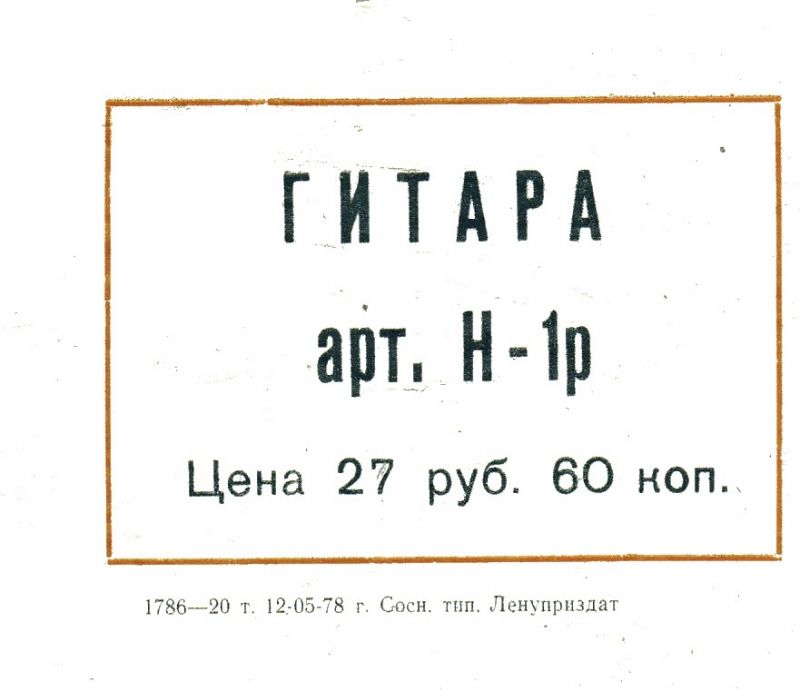 ГИТАРА
арт. Н-1р
Цена 27 руб. 60 коп.
1786—20 т. 12-05-78 г. Сосн. тип. Ленуприздат